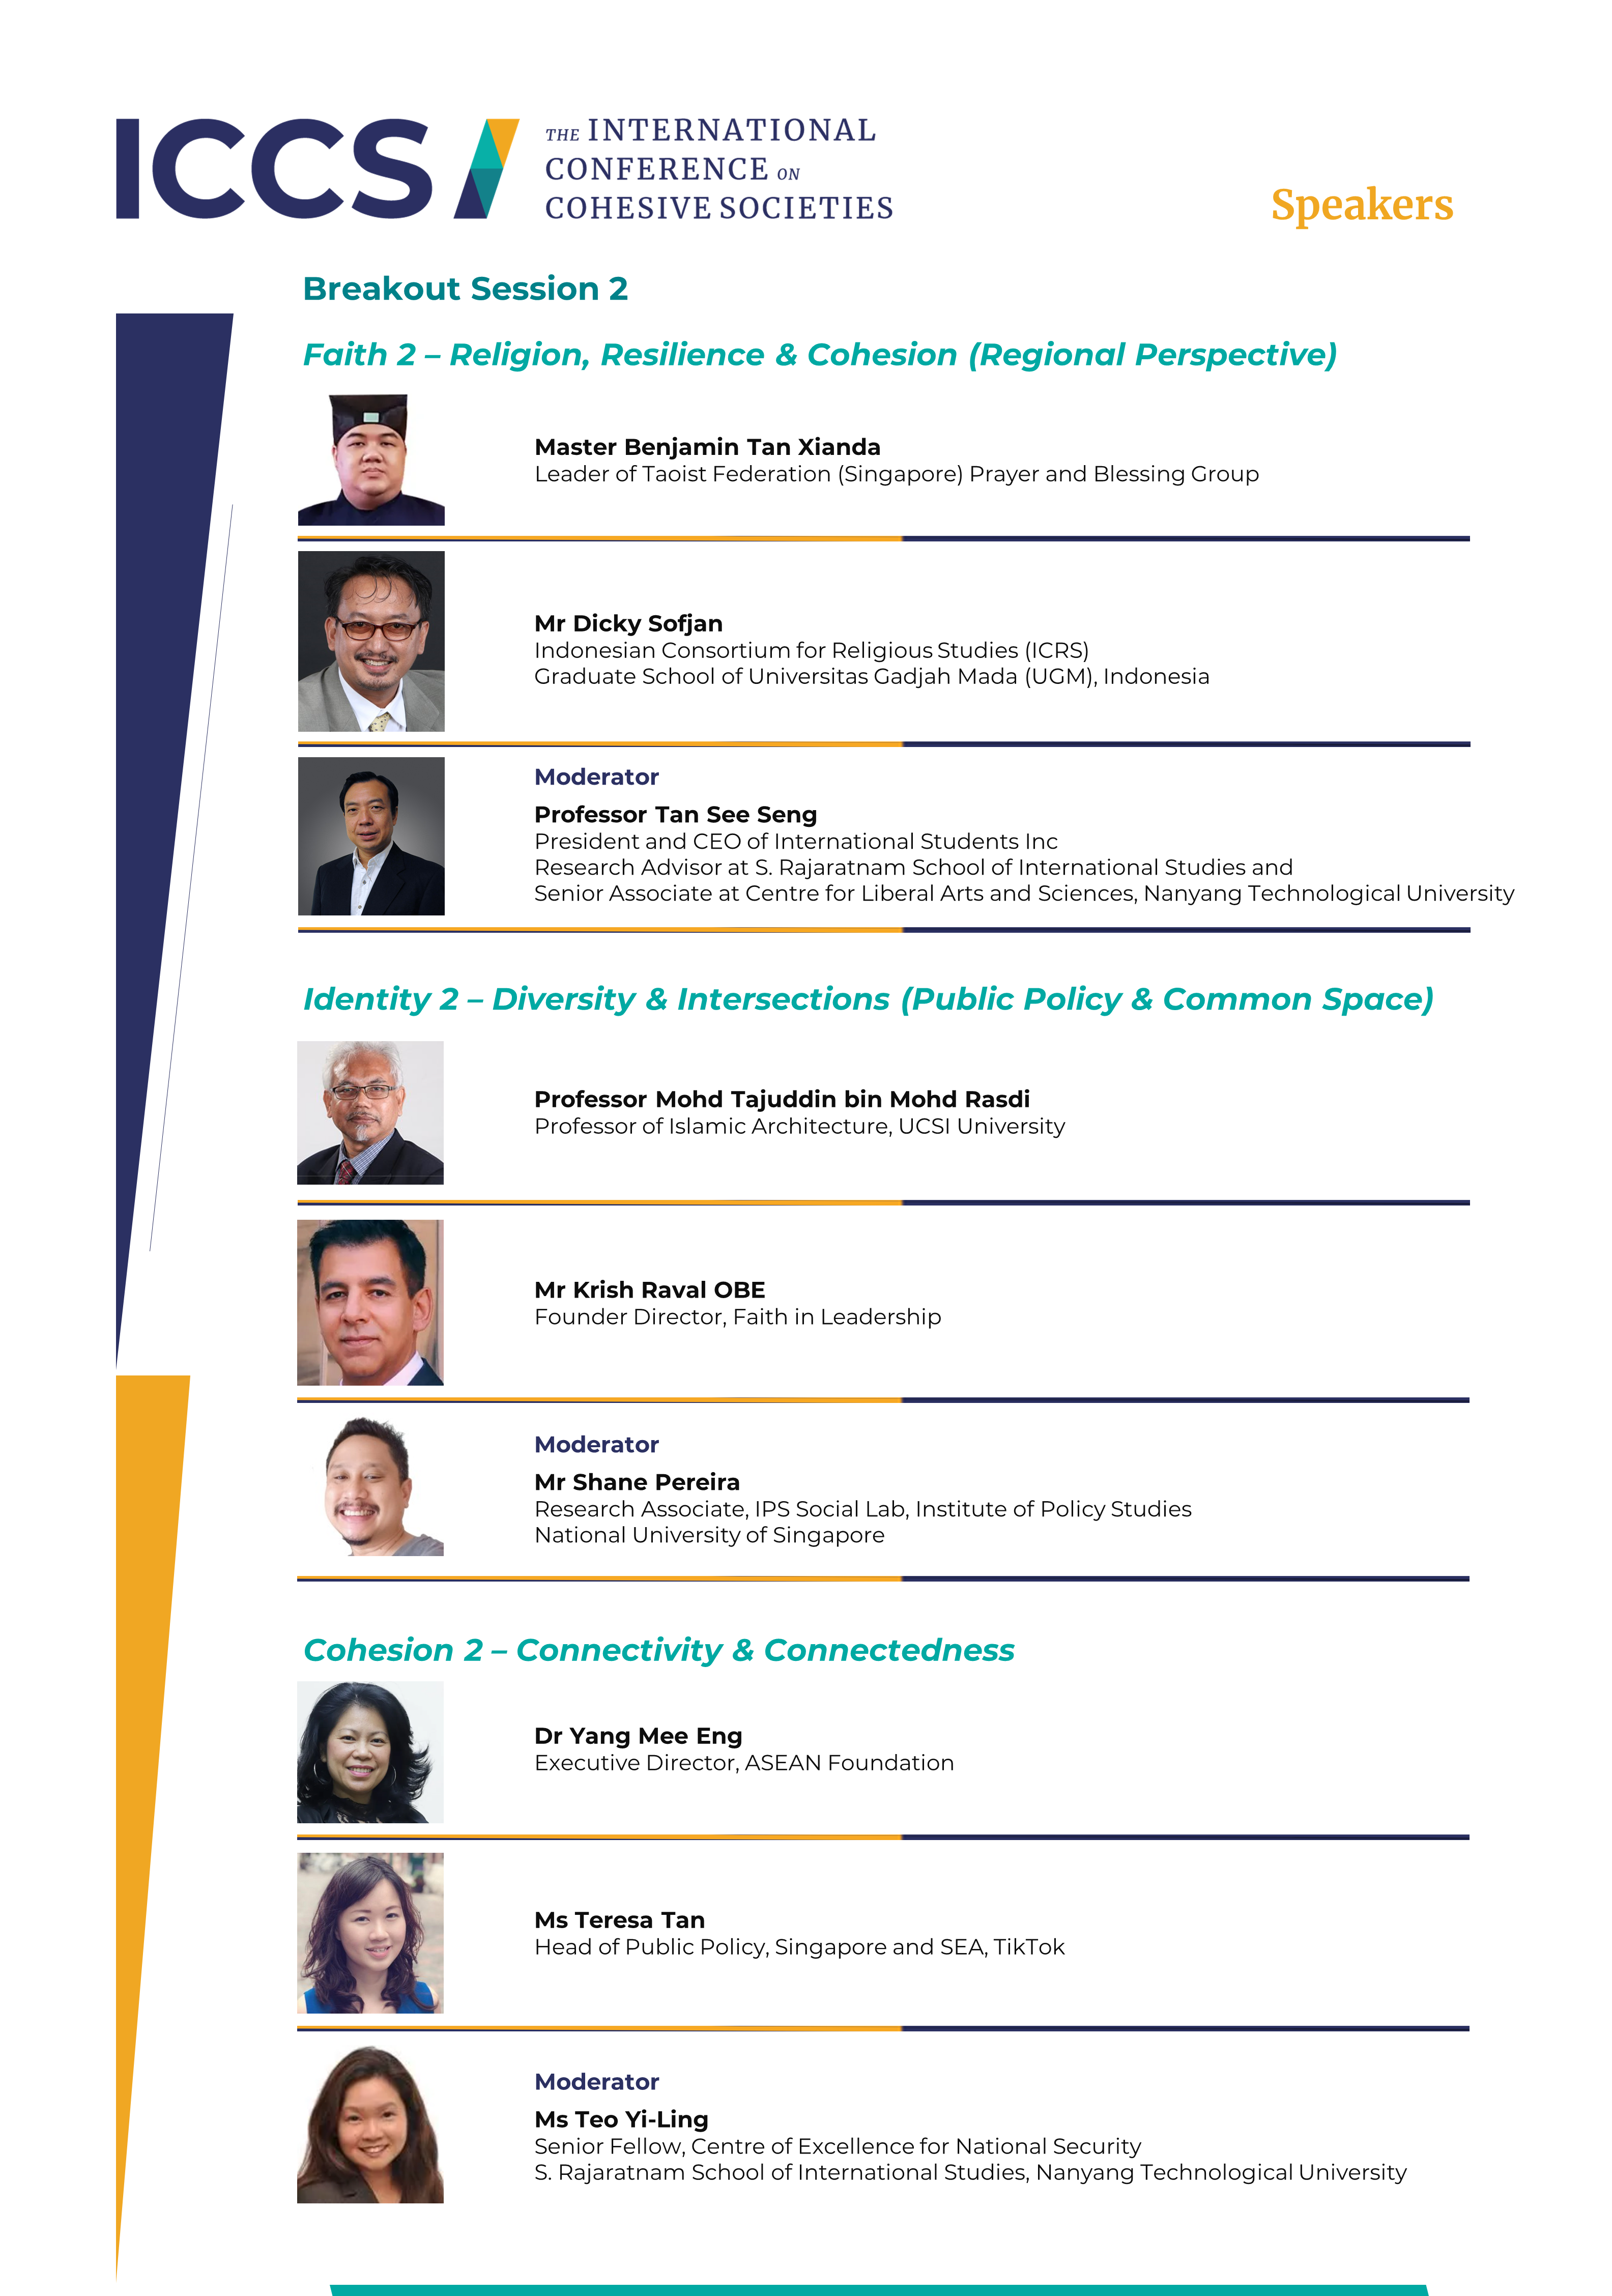 ICCS
THE INTERNATIONAL
CONFERENCE ON
COHESIVE SOCIETIES
Speakers
Breakout Session 2
Faith 2 – Religion, Resilience & Cohesion (Regional Perspective)
Master Benjamin Tan Xianda
Leader of Taoist Federation (Singapore) Prayer and Blessing Group
Mr Dicky Sofjan
Indonesian Consortium for Religious Studies (ICRS)
Graduate School of Universitas Gadjah Mada (UGM), Indonesia
Moderator
Professor Tan See Seng
President and CEO of International Students Inc
Research Advisor at S. Rajaratnam School of International Studies and
Senior Associate at Centre for Liberal Arts and Sciences, Nanyang Technological University
Identity 2 – Diversity & Intersections (Public Policy & Common Space)
Professor Mohd Tajuddin bin Mohd Rasdi
Professor of Islamic Architecture, UCSI University
Mr Krish Raval OBE
Founder Director, Faith in Leadership
Moderator
Mr Shane Pereira
Research Associate, IPS Social Lab, Institute of Policy Studies
National University of Singapore
Cohesion 2 – Connectivity & Connectedness
Dr Yang Mee Eng
Executive Director, ASEAN Foundation
Ms Teresa Tan
Head of Public Policy, Singapore and SEA, TikTok
Moderator
Ms Teo Yi-Ling
Senior Fellow, Centre of Excellence for National Security
S. Rajaratnam School of International Studies, Nanyang Technological University